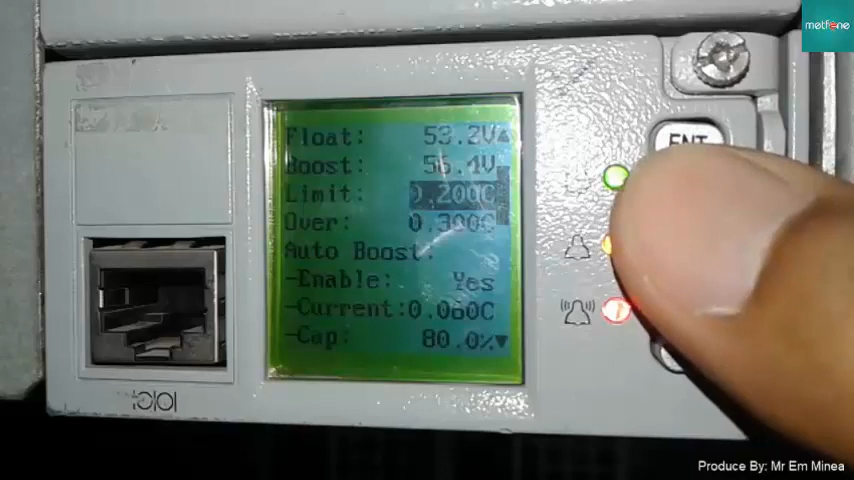 metfone
ENT
Float: 53.2V
Boost: 56.4V
Limit: 0.200C
Over: 0.300C
Auto Boost:
-Enable: Yes
-Current:0.060C
-Cap: 80.0%
Produce By: Mr Em Minea